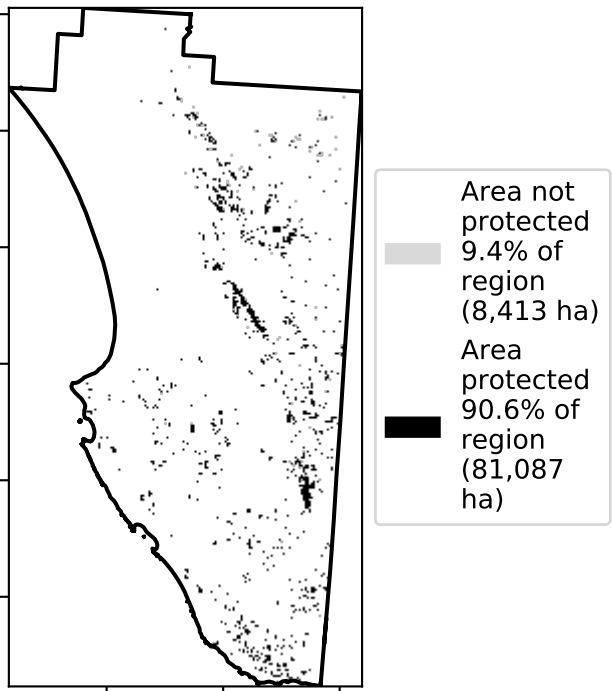 Area not
protected
9.4% of
region
(8,413 ha)
Area
protected
90.6% of
region
(81,087
ha)